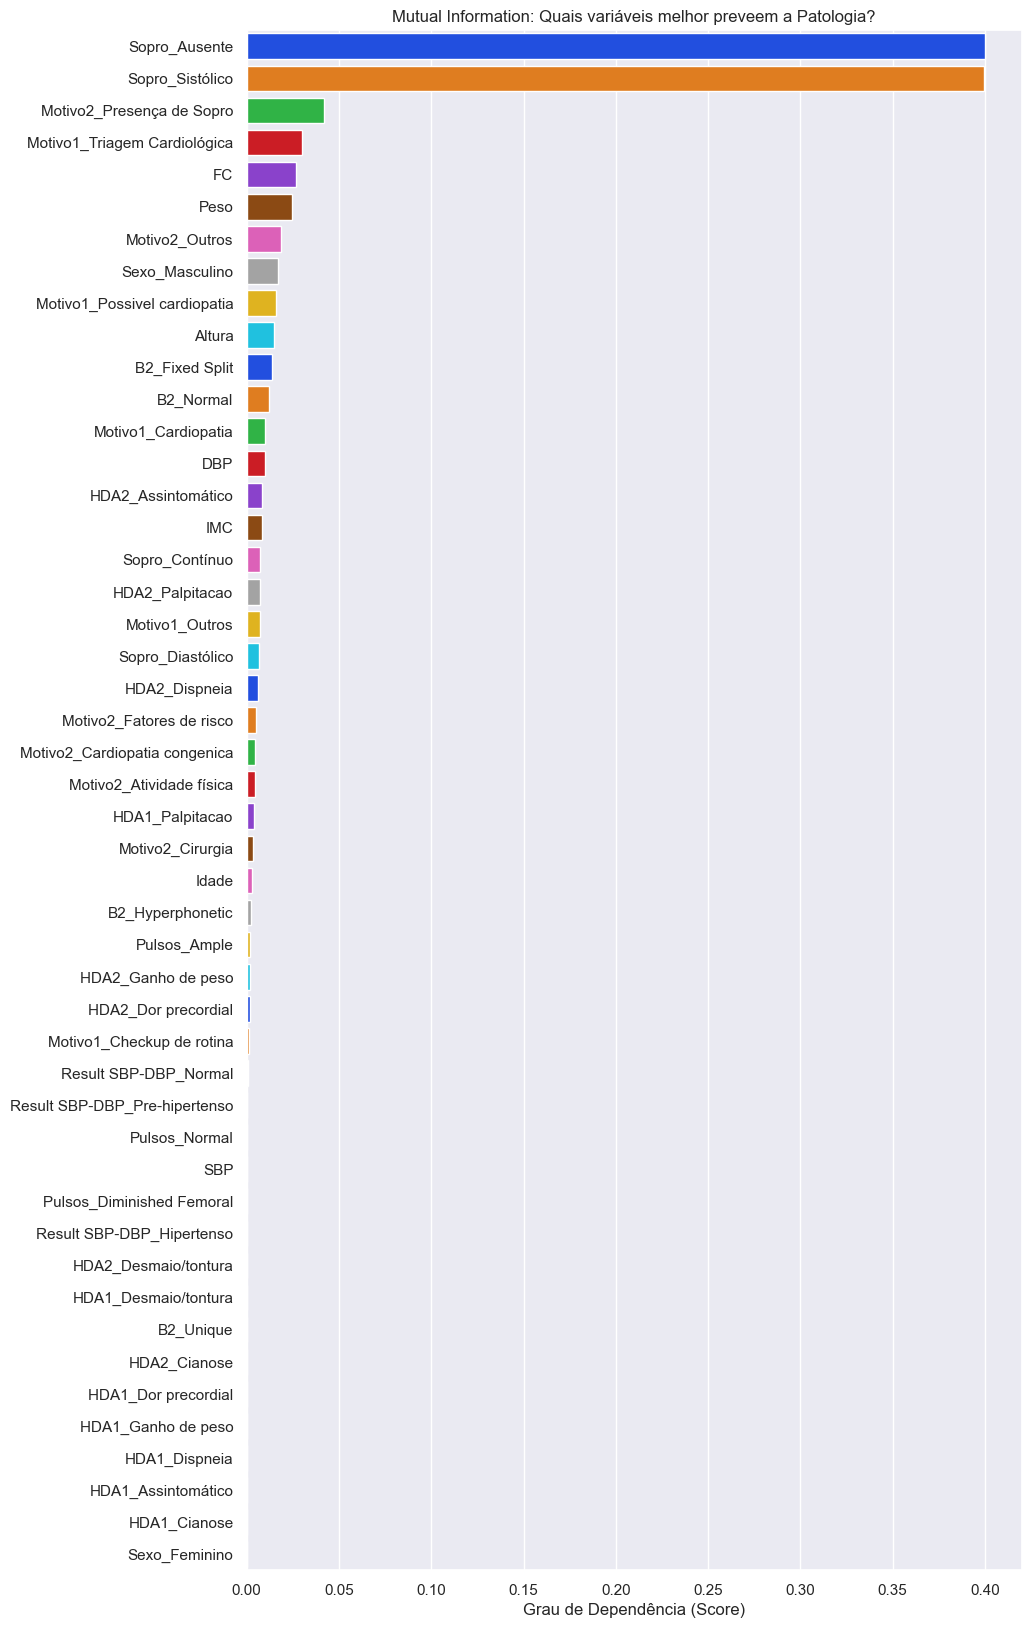 Mutual Information: Quais variáveis melhor preveem a Patologia?
Sopro_Ausente
Sopro_Sistólico
Motivo2_Presença de Sopro
Motivo1_Triagem Cardiológica
FC
Peso
Motivo2_Outros
Sexo_Masculino
Motivo1_Possivel cardiopatia
Altura
B2_Fixed Split
B2_Normal
Motivo1_Cardiopatia
DBP
HDA2_Assintomático
IMC
Sopro_Contínuo
HDA2_Palpitacao
Motivo1_Outros
Sopro_Diastólico
HDA2_Dispneia
Motivo2_Fatores de risco
Motivo2_Cardiopatia congenica
Motivo2_Atividade física
HDA1_Palpitacao
Motivo2_Cirurgia
Idade
B2_Hyperphonetic
Pulsos_Ample
HDA2_Ganho de peso
HDA2_Dor precordial
Motivo1_Checkup de rotina
Result SBP-DBP_Normal
Result SBP-DBP_Pre-hipertenso
Pulsos_Normal
SBP
Pulsos_Diminished Femoral
Result SBP-DBP_Hipertenso
HDA2_Desmaio/tontura
HDA1_Desmaio/tontura
B2_Unique
HDA2_Cianose
HDA1_Dor precordial
HDA1_Ganho de peso
HDA1_Dispneia
HDA1_Assintomático
HDA1_Cianose
Sexo_Feminino
0.00 0.05 0.10 0.15 0.20 0.25 0.30 0.35 0.40
Grau de Dependência (Score)